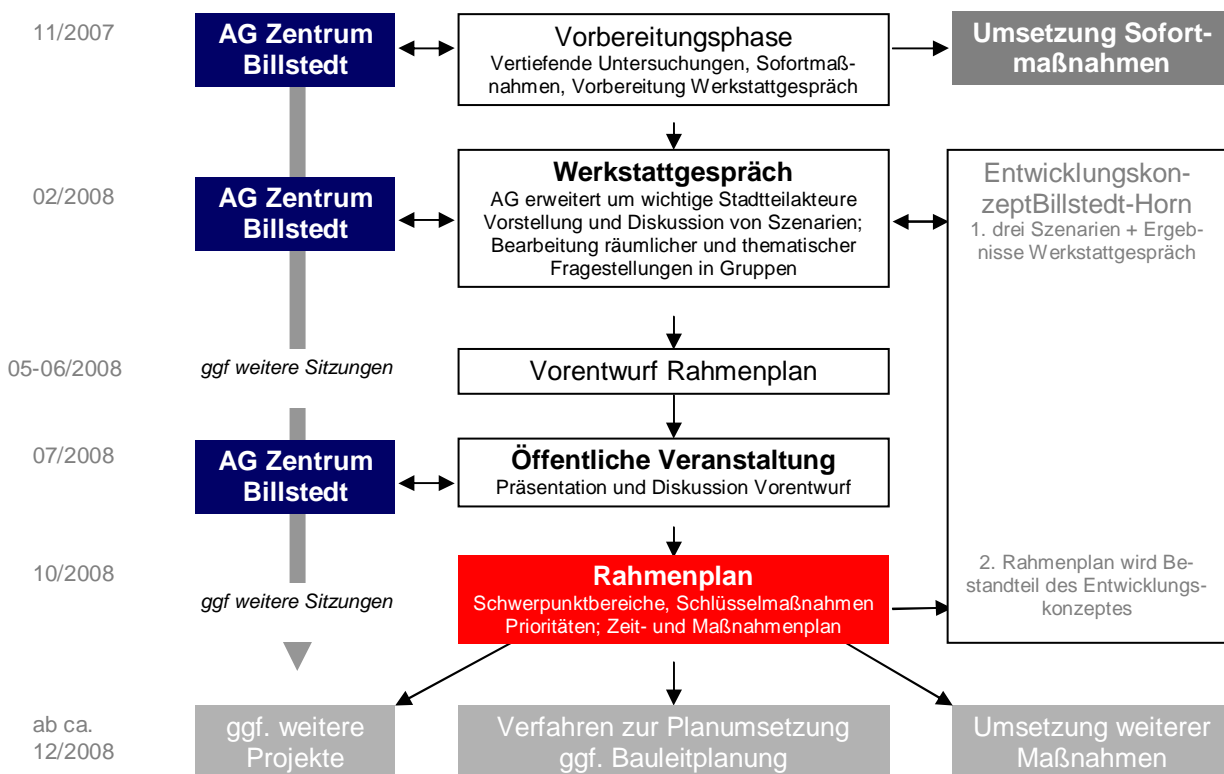 11/2007
AG Zentrum
Billstedt
Vorbereitungsphase
Vertiefende Untersuchungen, Sofortmaß-
nahmen, Vorbereitung Werkstattgespräch
Umsetzung Sofort-
maßnahmen
02/2008
AG Zentrum
Billstedt
Werkstattgespräch
AG erweitert um wichtige Stadtteilakteure
Vorstellung und Diskussion von Szenarien;
Bearbeitung räumlicher und thematischer
Fragestellungen in Gruppen
Entwicklungskon-
zeptBillstedt-Horn
1. drei Szenarien + Ergeb-
nisse Werkstattgespräch
05-06/2008
ggf weitere Sitzungen
Vorentwurf Rahmenplan
07/2008
AG Zentrum
Billstedt
Öffentliche Veranstaltung
Präsentation und Diskussion Vorentwurf
10/2008
ggf weitere Sitzungen
Rahmenplan
Schwerpunktbereiche, Schlüsselmaßnahmen
Prioritäten; Zeit- und Maßnahmenplan
2. Rahmenplan wird Be-
standteil des Entwicklungs-
konzeptes
ab ca.
12/2008
ggf. weitere
Projekte
Verfahren zur Planumsetzung
ggf. Bauleitplanung
Umsetzung weiterer
Maßnahmen